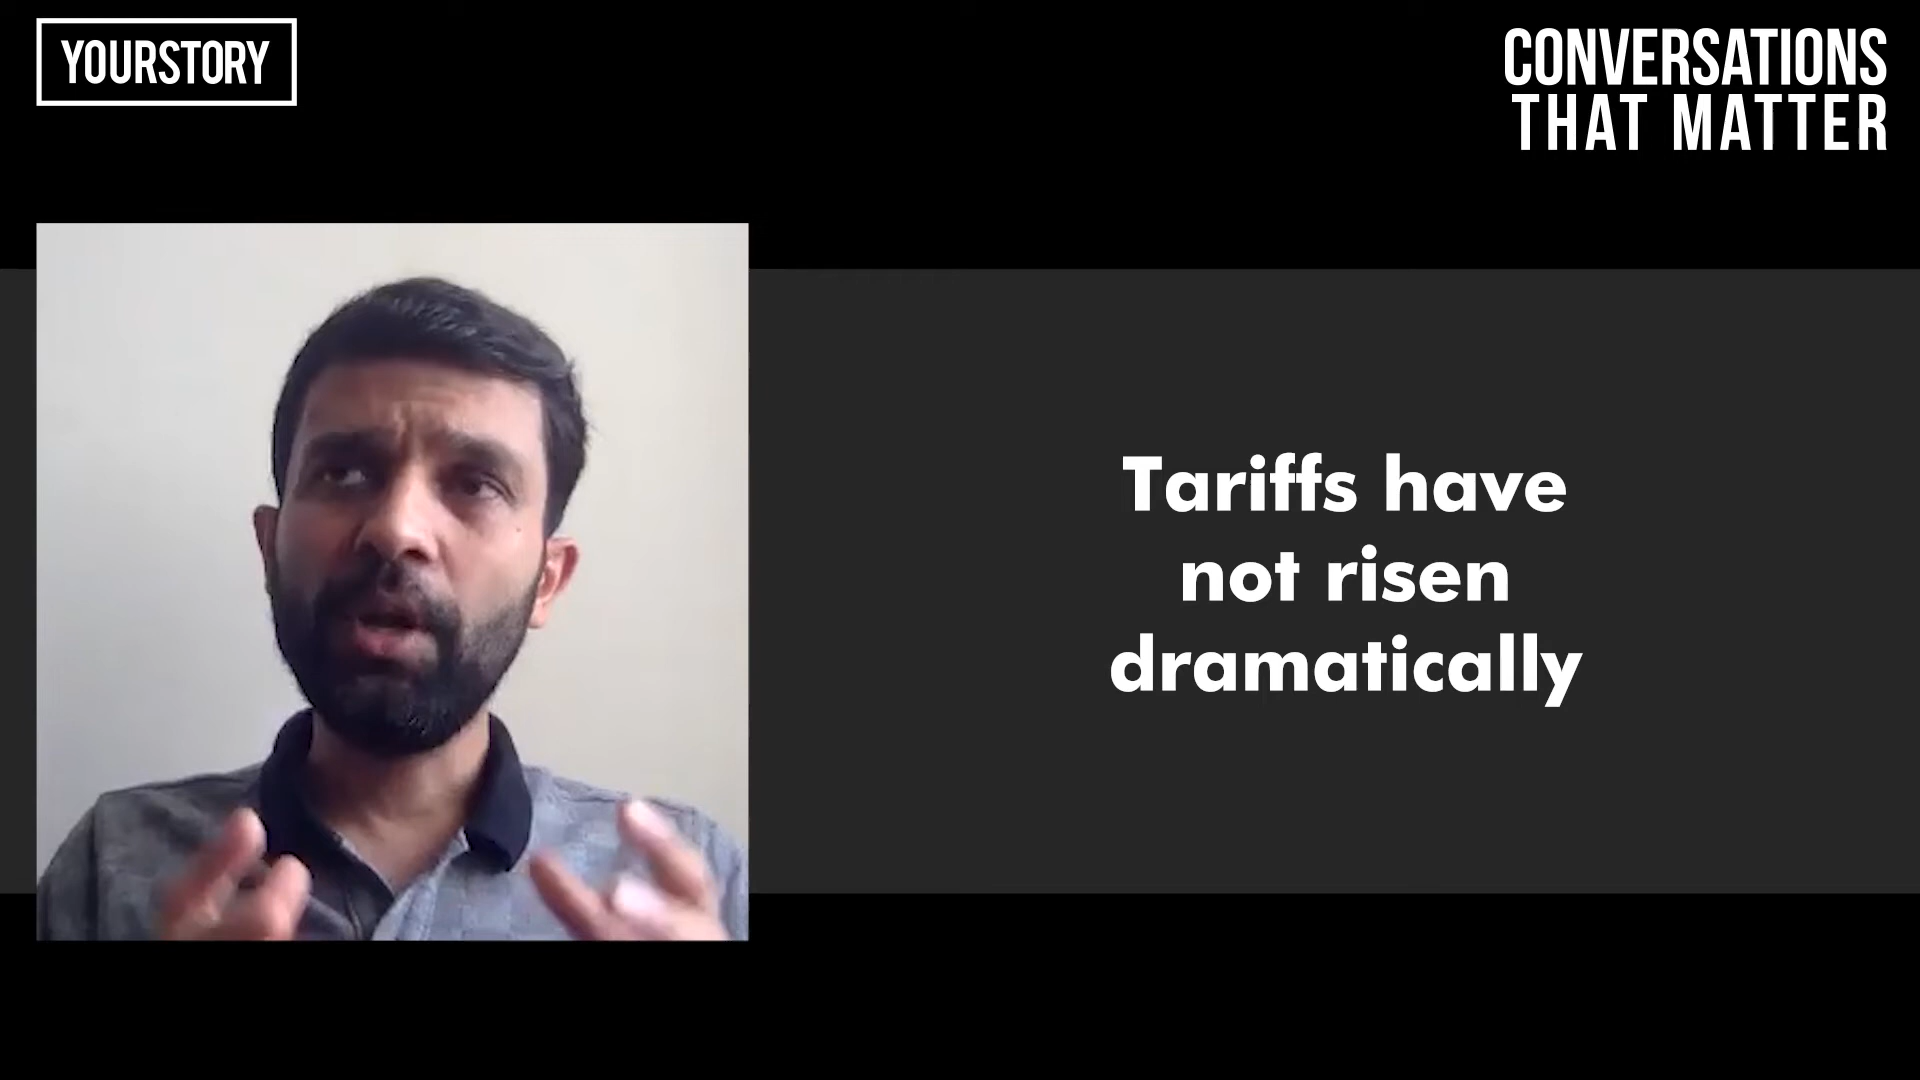 YOURSTORY
CONVERSATIONS
THAT MATTER
Tariffs have
not risen
dramatically